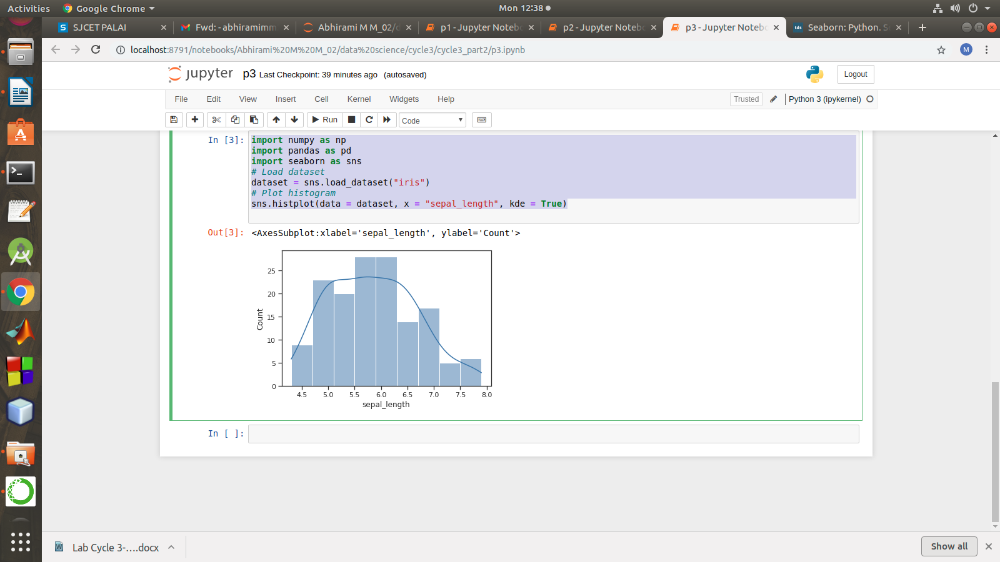 Activities Google Chrome Mon 12:38
SJCET PALAI Fwd: - abhiramimm Abhirami M M_02/ p1 - Jupyter Notebo p2 - Jupyter Notebo p3 - Jupyter Notebo tds Seaborn: Python. S
localhost:8791/notebooks/Abhirami%20M%20M_02/data%20science/cycle3/cycle3_part2/p3.ipynb M
jupyter p3 Last Checkpoint: 39 minutes ago (autosaved) Logout
File Edit View Insert Cell Kernel Widgets Help Trusted Python 3 (ipykernel)
Run Code
In [3]: import numpy as np
import pandas as pd
import seaborn as sns
# Load dataset
dataset = sns.load_dataset("iris")
# Plot histogram
sns.histplot(data = dataset, x = "sepal_length", kde = True)
Out[3]: <AxesSubplot:xlabel='sepal_length', ylabel='Count'>
25
20
15
10
5
0
Count
4.5 5.0 5.5 6.0 6.5 7.0 7.5 8.0
sepal_length
In [ ]:
Lab Cycle 3-....docx Show all